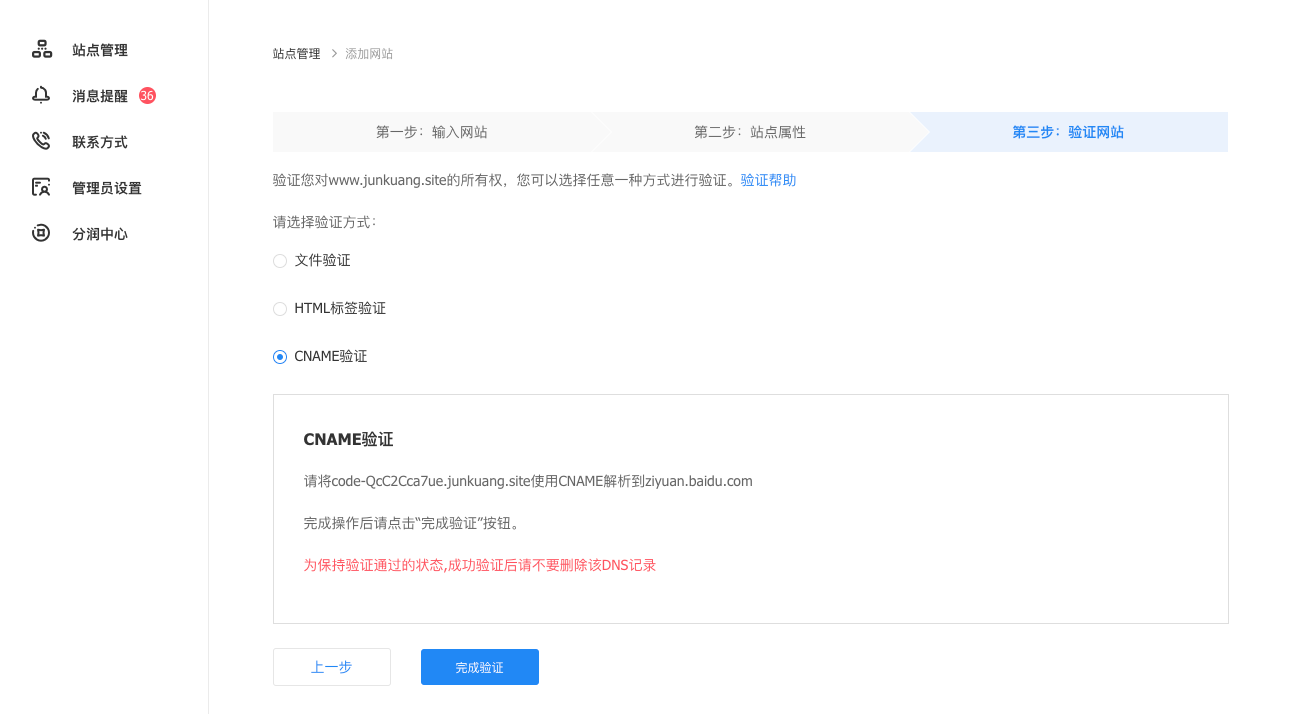 站点管理
消息提醒 36
联系方式
管理员设置
分润中心
站点管理 > 添加网站
第一步：输入网站 第二步：站点属性 第三步：验证网站
验证您对www.junkuang.site的所有权，您可以选择任意一种方式进行验证。验证帮助
请选择验证方式：
文件验证
HTML标签验证
CNAME验证
CNAME验证
请将code-QcC2Cca7ue.junkuang.site使用CNAME解析到ziyuan.baidu.com
完成操作后请点击“完成验证”按钮。
为保持验证通过的状态,成功验证后请不要删除该DNS记录
上一步 完成验证